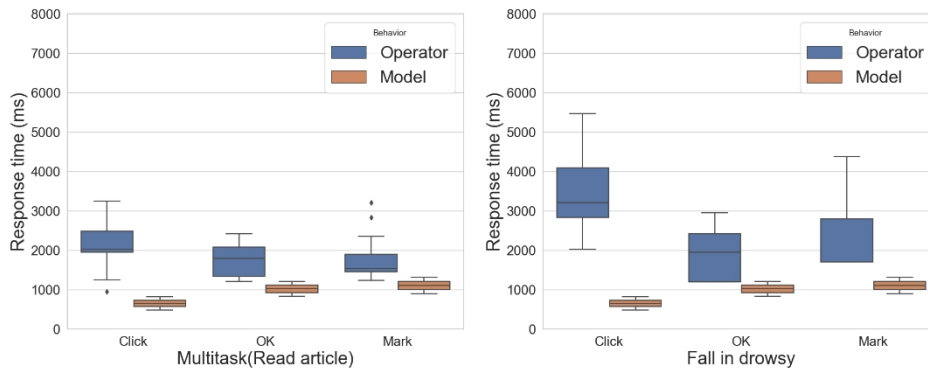 8000
7000
6000
5000
4000
3000
2000
1000
0
Response time (ms)
Behavior
Operator
Model
Click
OK
Mark
Multitask(Read article)
8000
7000
6000
5000
4000
3000
2000
1000
0
Response time (ms)
Behavior
Operator
Model
Click
OK
Mark
Fall in drowsy